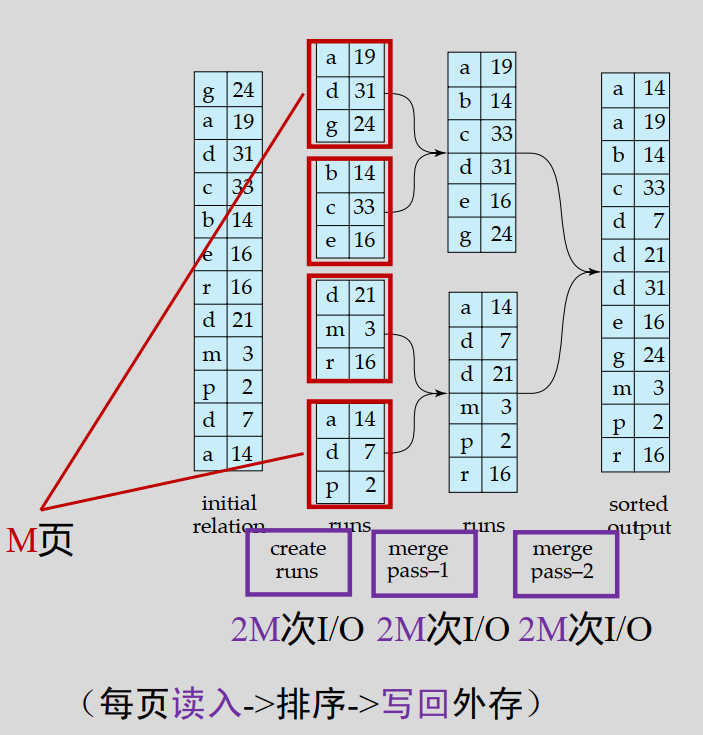 g 24
a 19
d 31
c 33
b 14
e 16
r 16
d 21
m 3
p 2
d 7
a 14
initial
relation
a 19
d 31
g 24
b 14
c 33
e 16
d 21
m 3
r 16
a 14
d 7
p 2
runs
a 19
b 14
c 33
d 31
e 16
g 24
a 14
d 7
d 21
m 3
p 2
r 16
runs
a 14
a 19
b 14
c 33
d 7
d 21
d 31
e 16
g 24
m 3
p 2
r 16
sorted
output
M页
create
runs
merge
pass–1
merge
pass–2
2M次I/O 2M次I/O 2M次I/O
（每页读入->排序->写回外存）